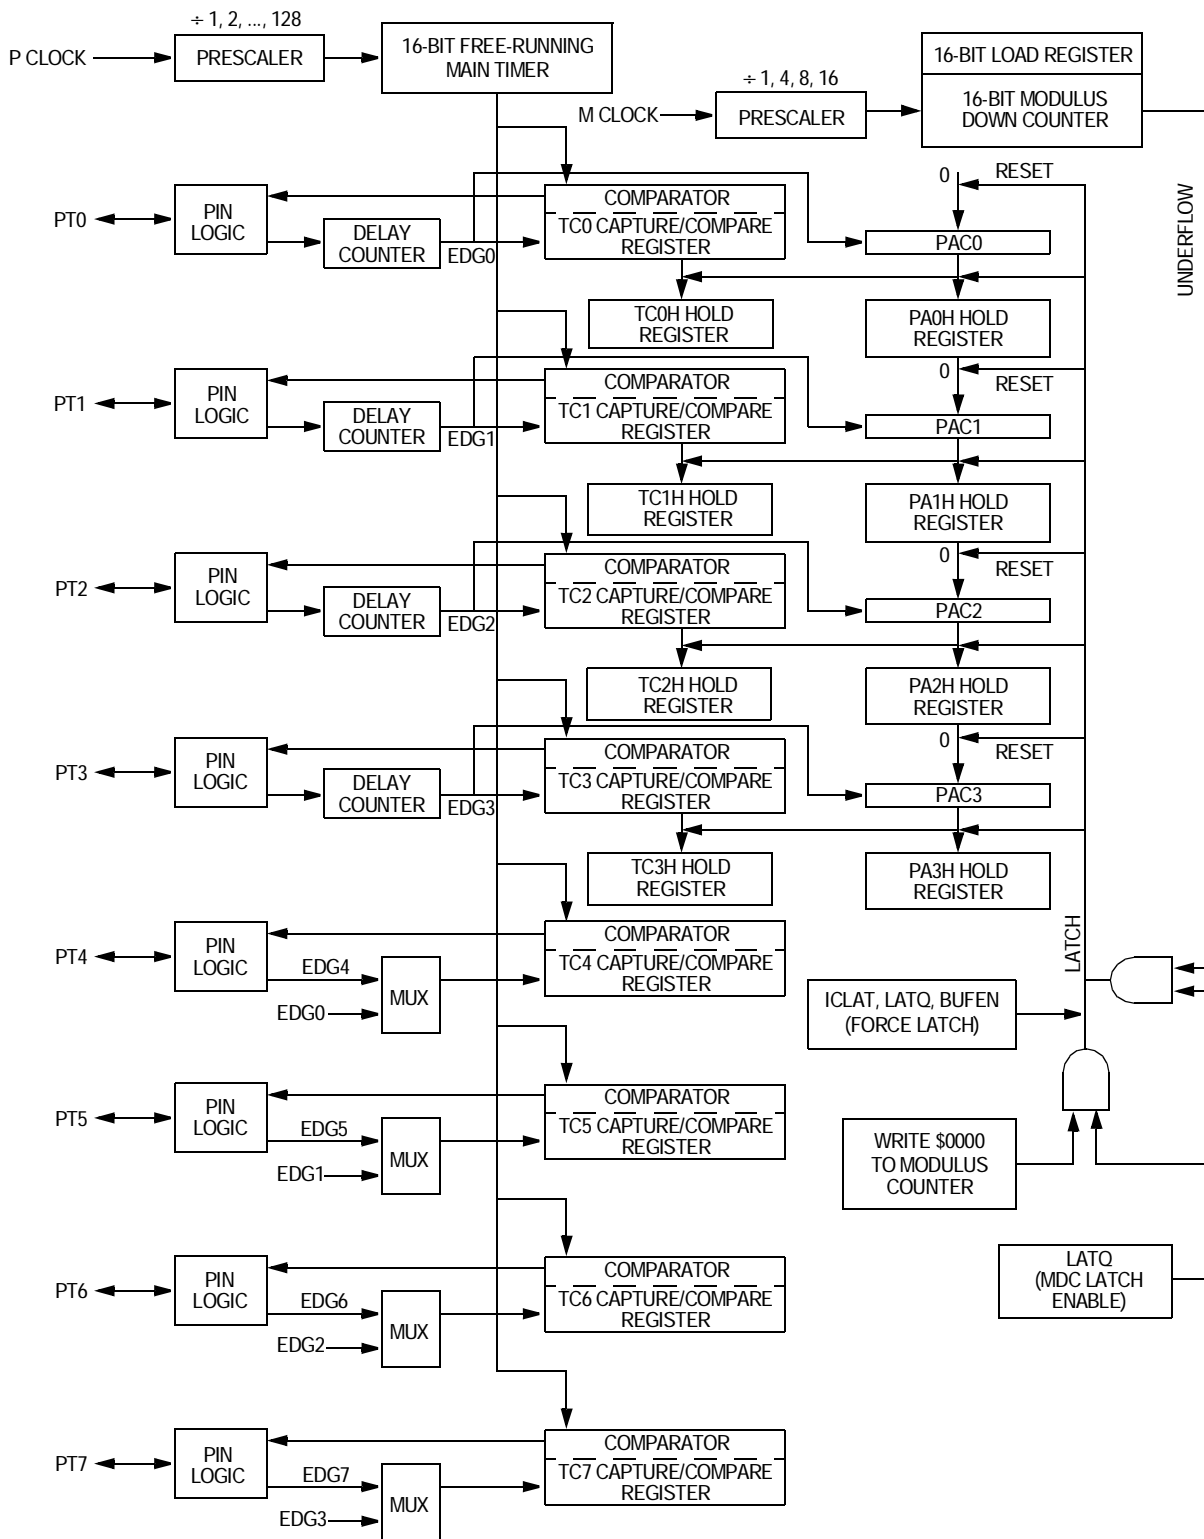 ÷ 1, 2, ..., 128
P CLOCK
PRESCALER
16-BIT FREE-RUNNING
MAIN TIMER
÷ 1, 4, 8, 16
M CLOCK
PRESCALER
16-BIT LOAD REGISTER
16-BIT MODULUS
DOWN COUNTER
UNDERFLOW
PT0
PIN
LOGIC
DELAY
COUNTER
EDG0
COMPARATOR
TC0 CAPTURE/COMPARE
REGISTER
0
RESET
PAC0
TC0H HOLD
REGISTER
PA0H HOLD
REGISTER
PT1
PIN
LOGIC
DELAY
COUNTER
EDG1
COMPARATOR
TC1 CAPTURE/COMPARE
REGISTER
0
RESET
PAC1
TC1H HOLD
REGISTER
PA1H HOLD
REGISTER
PT2
PIN
LOGIC
DELAY
COUNTER
EDG2
COMPARATOR
TC2 CAPTURE/COMPARE
REGISTER
0
RESET
PAC2
TC2H HOLD
REGISTER
PA2H HOLD
REGISTER
PT3
PIN
LOGIC
DELAY
COUNTER
EDG3
COMPARATOR
TC3 CAPTURE/COMPARE
REGISTER
0
RESET
PAC3
TC3H HOLD
REGISTER
PA3H HOLD
REGISTER
LATCH
PT4
PIN
LOGIC
EDG4
EDG0
MUX
COMPARATOR
TC4 CAPTURE/COMPARE
REGISTER
ICLAT, LATQ, BUFEN
(FORCE LATCH)
PT5
PIN
LOGIC
EDG5
EDG1
MUX
COMPARATOR
TC5 CAPTURE/COMPARE
REGISTER
WRITE $0000
TO MODULUS
COUNTER
PT6
PIN
LOGIC
EDG6
EDG2
MUX
COMPARATOR
TC6 CAPTURE/COMPARE
REGISTER
LATQ
(MDC LATCH
ENABLE)
PT7
PIN
LOGIC
EDG7
EDG3
MUX
COMPARATOR
TC7 CAPTURE/COMPARE
REGISTER